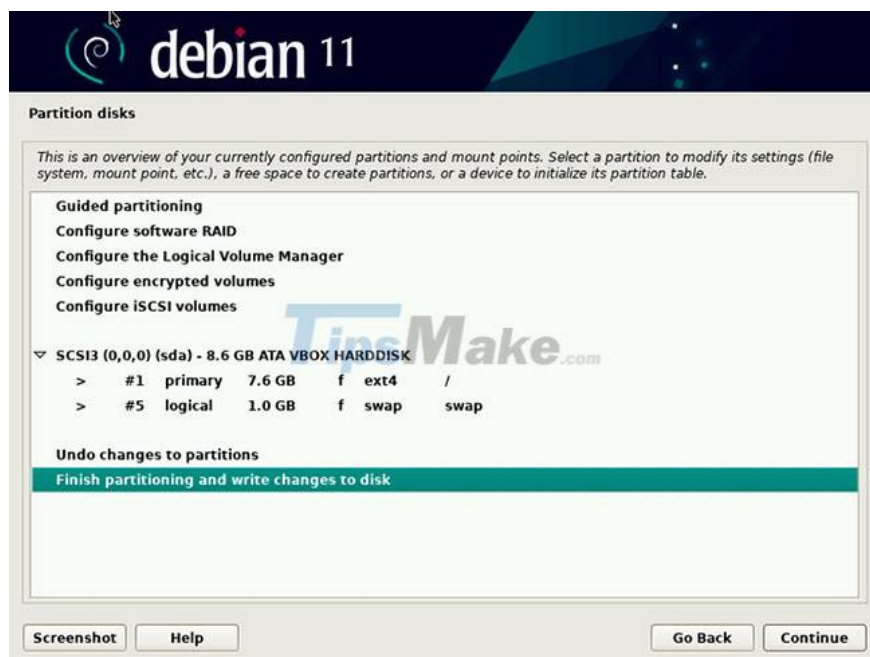 debian 11
Partition disks
This is an overview of your currently configured partitions and mount points. Select a partition to modify its settings (file
system, mount point, etc.), a free space to create partitions, or a device to initialize its partition table.
Guided partitioning
Configure software RAID
Configure the Logical Volume Manager
Configure encrypted volumes
Configure iSCSI volumes
TipsMake.com
SCSI3 (0,0,0) (sda) - 8.6 GB ATA VBOX HARDDISK
> #1 primary 7.6 GB f ext4 /
> #5 logical 1.0 GB f swap swap
Undo changes to partitions
Finish partitioning and write changes to disk
Screenshot Help Go Back Continue